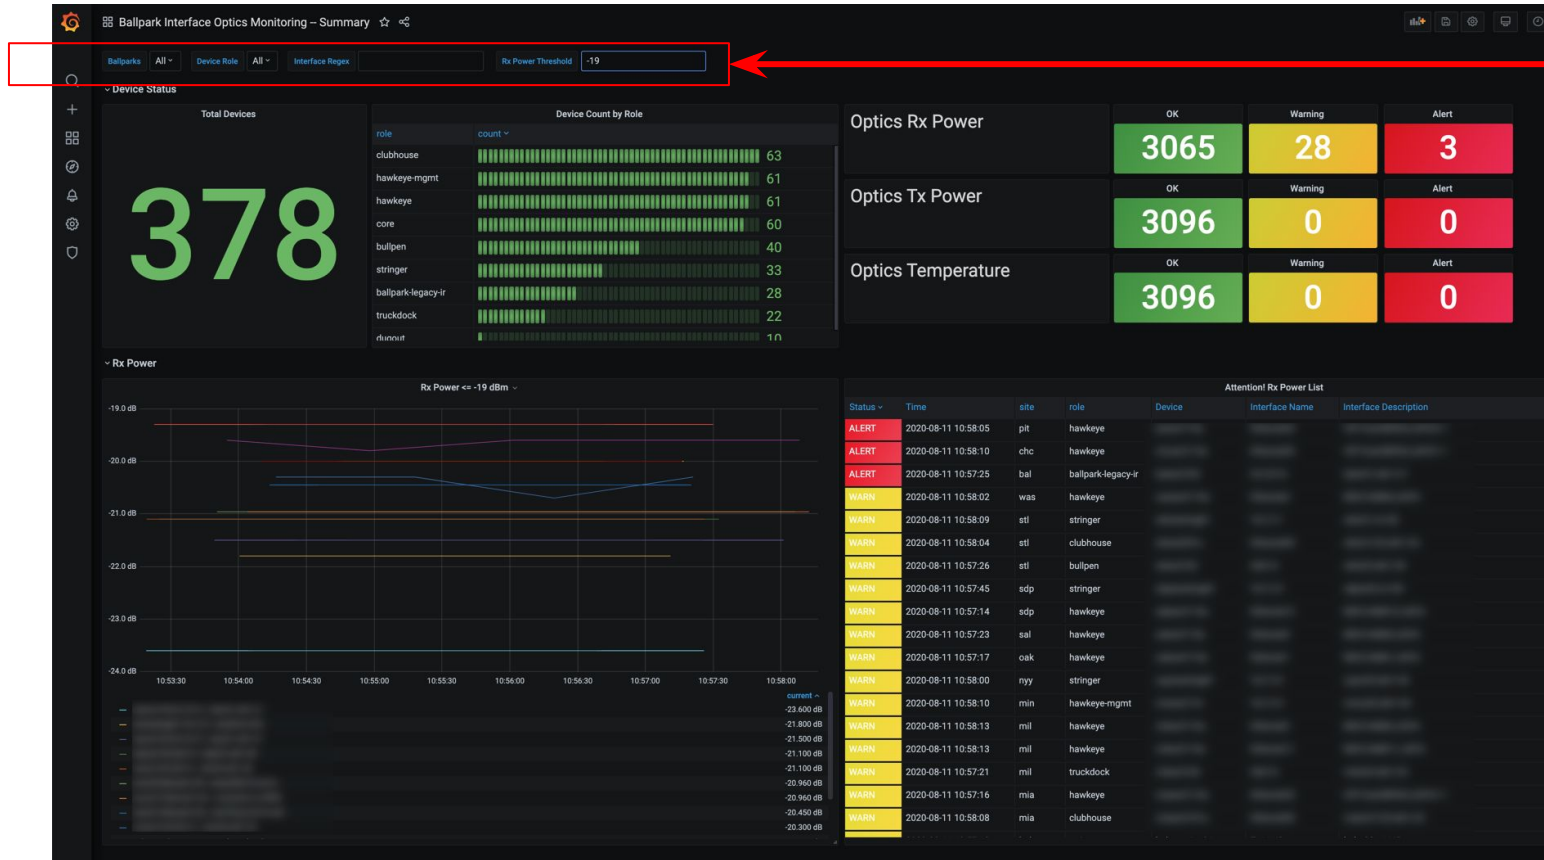 Ballpark Interface Optics Monitoring – Summary
Ballparks All Device Role All Interface Regex Rx Power Threshold -19
Device Status
Total Devices
378
Device Count by Role
role count
clubhouse 63
hawkeye-mgmt 61
hawkeye 61
core 60
bullpen 40
stringer 33
ballpark-legacy-ir 28
truckdock 22
dugout 10
Optics Rx Power
OK Warning Alert
3065 28 3
Optics Tx Power
OK Warning Alert
3096 0 0
Optics Temperature
OK Warning Alert
3096 0 0
Rx Power
Rx Power <= -19 dBm
-19.0 dB
-20.0 dB
-21.0 dB
-22.0 dB
-23.0 dB
-24.0 dB
10:53:30 10:54:00 10:54:30 10:55:00 10:55:30 10:56:00 10:56:30 10:57:00 10:57:30 10:58:00
current
-23.600 dB
-21.800 dB
-21.500 dB
-21.100 dB
-21.100 dB
-20.960 dB
-20.960 dB
-20.450 dB
-20.300 dB
Attention! Rx Power List
Status Time site role Device Interface Name Interface Description
ALERT 2020-08-11 10:58:05 pit hawkeye
ALERT 2020-08-11 10:58:10 chc hawkeye
ALERT 2020-08-11 10:57:25 bal ballpark-legacy-ir
WARN 2020-08-11 10:58:02 was hawkeye
WARN 2020-08-11 10:58:09 stl stringer
WARN 2020-08-11 10:58:04 stl clubhouse
WARN 2020-08-11 10:57:26 stl bullpen
WARN 2020-08-11 10:57:45 sdp stringer
WARN 2020-08-11 10:57:14 sdp hawkeye
WARN 2020-08-11 10:57:23 sal hawkeye
WARN 2020-08-11 10:57:17 oak hawkeye
WARN 2020-08-11 10:58:00 nyy stringer
WARN 2020-08-11 10:58:10 min hawkeye-mgmt
WARN 2020-08-11 10:58:13 mil hawkeye
WARN 2020-08-11 10:58:13 mil hawkeye
WARN 2020-08-11 10:57:21 mil truckdock
WARN 2020-08-11 10:57:16 mia hawkeye
WARN 2020-08-11 10:58:08 mia clubhouse